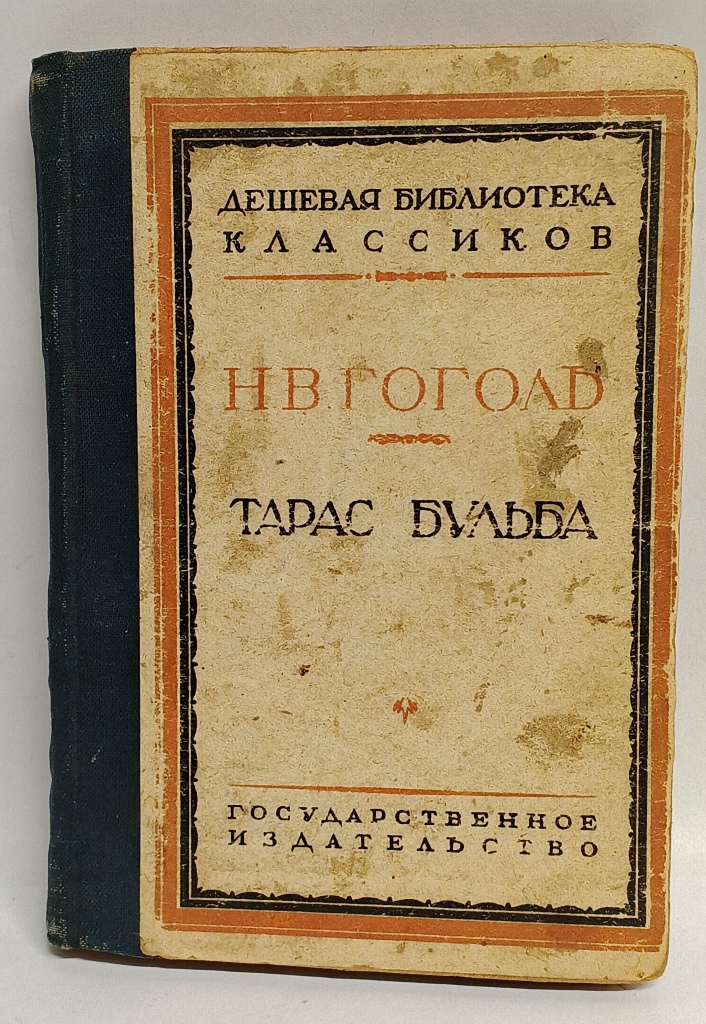 ДЕШЕВАЯ БИБЛИОТЕКА
КЛАССИКОВ
Н В ГОГОЛЬ
ТАРАС БУЛЬБА
ГОСУДАРСТВЕННОЕ
ИЗДАТЕЛЬСТВО